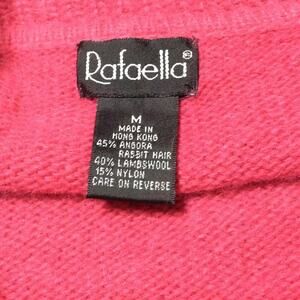 Rafaella®
M
MADE IN
HONG KONG
45% ANGORA
RABBIT HAIR
40% LAMBSWOOL
15% NYLON
CARE ON REVERSE